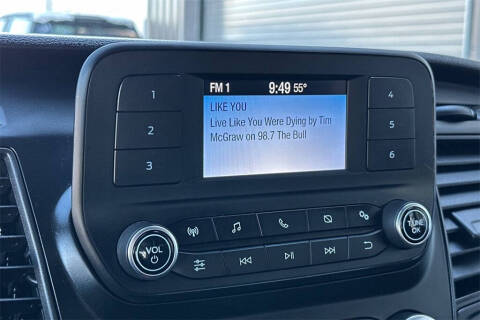 FM 1 9:49 55°
LIKE YOU
Live Like You Were Dying by Tim
McGraw on 98.7 The Bull
1
2
3
4
5
6
VOL
TUNE
OK